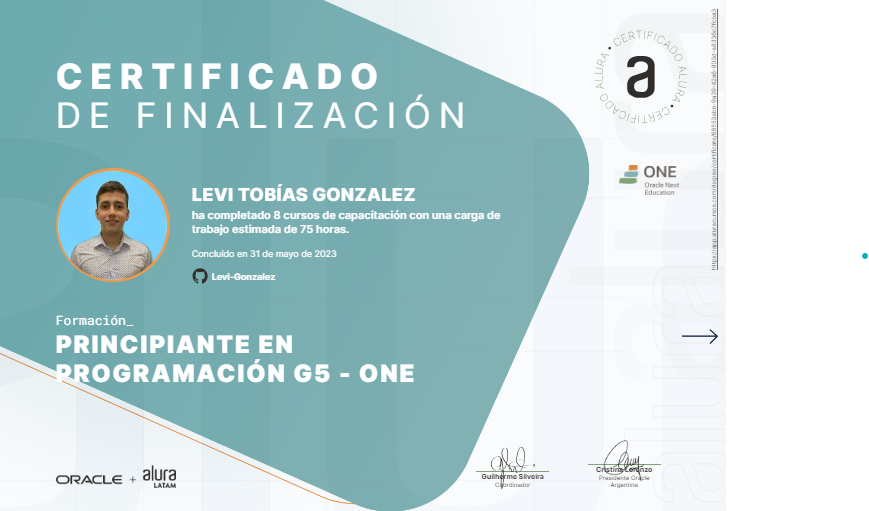 CERTIFICADO
DE FINALIZACIÓN
LEVI TOBÍAS GONZALEZ
ha completado 8 cursos de capacitación con una carga de
trabajo estimada de 75 horas.
Concluído en 31 de mayo de 2023
Levi-Gonzalez
Formación_
PRINCIPIANTE EN
PROGRAMACIÓN G5 - ONE
ORACLE + alura
LATAM
Guilherme Silveira
Coordinador
Cristina Lorenzo
Presidente Oracle
Argentina
CERTIFICADO ALURA • CERTIFICADO ALURA •
a
ONE
Oracle Next
Education
alura